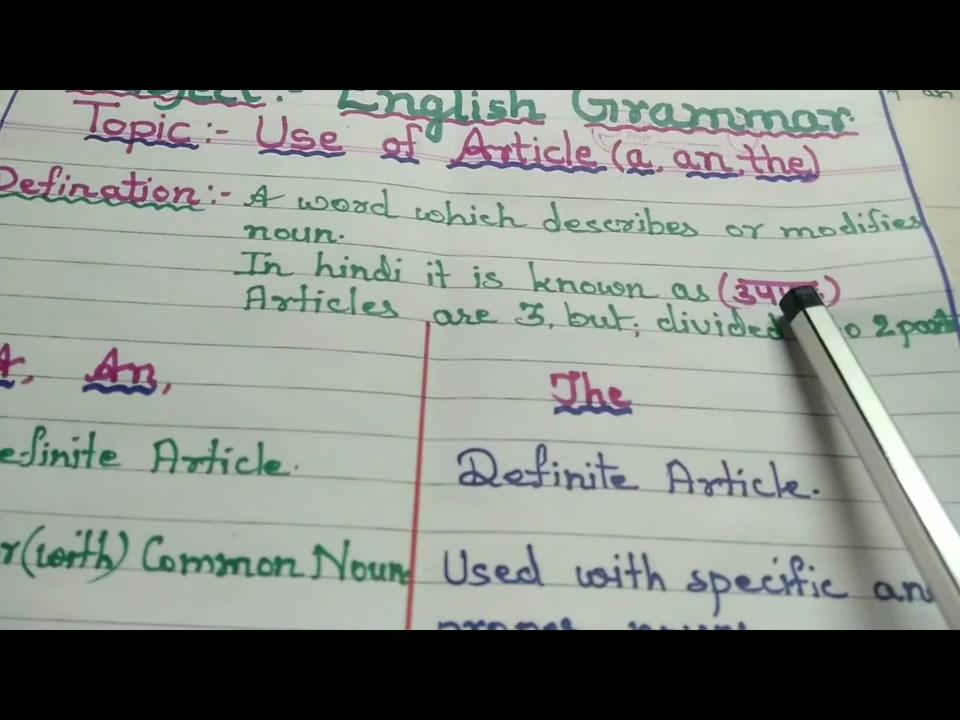 English Grammar
Topic:- Use of Article (a, an, the)
Defination:- A word which describes or modifies
noun.
In hindi it is known as
Articles are 3, but; divided 2 part
A, An,
The
efinite Article.
Definite Article.
r(with) Common Noun
Used with specific an